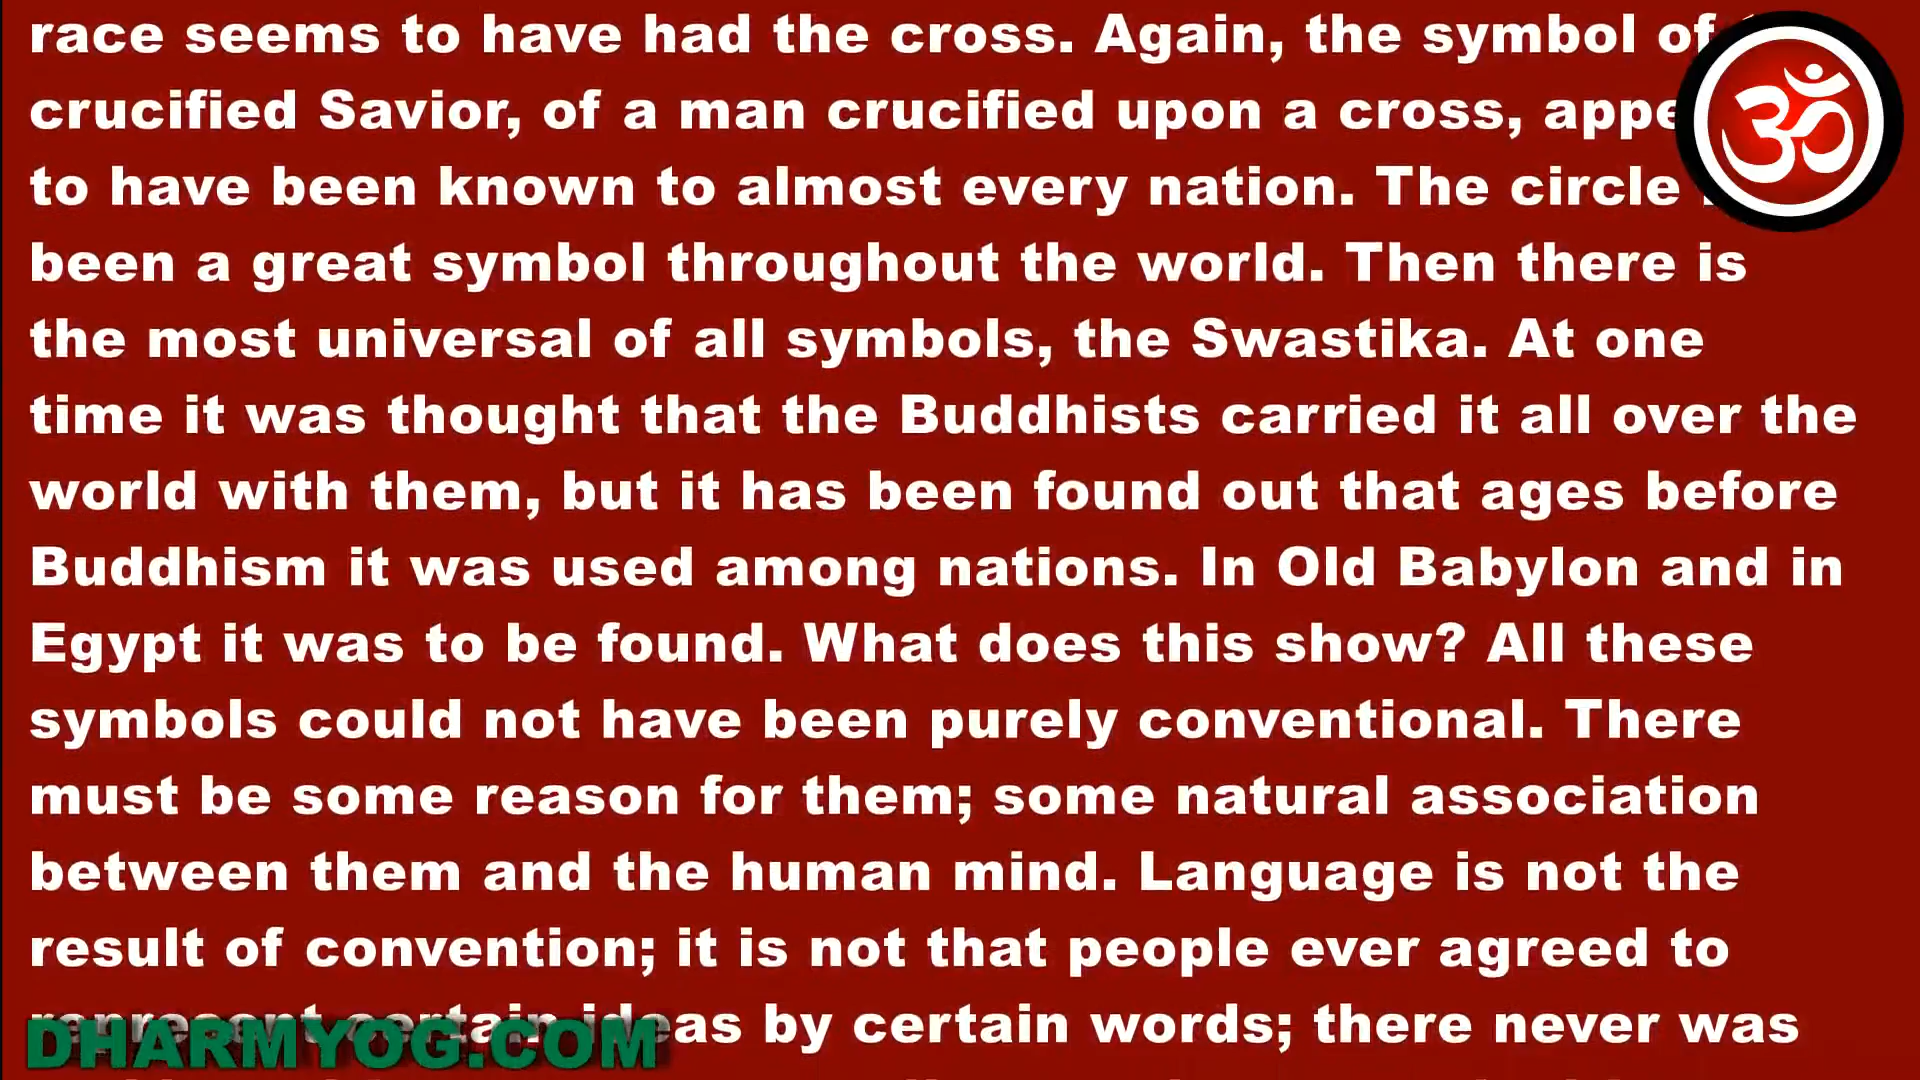 race seems to have had the cross. Again, the symbol of
crucified Savior, of a man crucified upon a cross,
to have been known to almost every nation. The circle
been a great symbol throughout the world. Then there is
the most universal of all symbols, the Swastika. At one
time it was thought that the Buddhists carried it all over the
world with them, but it has been found out that ages before
Buddhism it was used among nations. In Old Babylon and in
Egypt it was to be found. What does this show? All these
symbols could not have been purely conventional. There
must be some reason for them; some natural association
between them and the human mind. Language is not the
result of convention; it is not that people ever agreed to
represent certain ideas by certain words; there never was
DHARMYOG.COM
ॐ